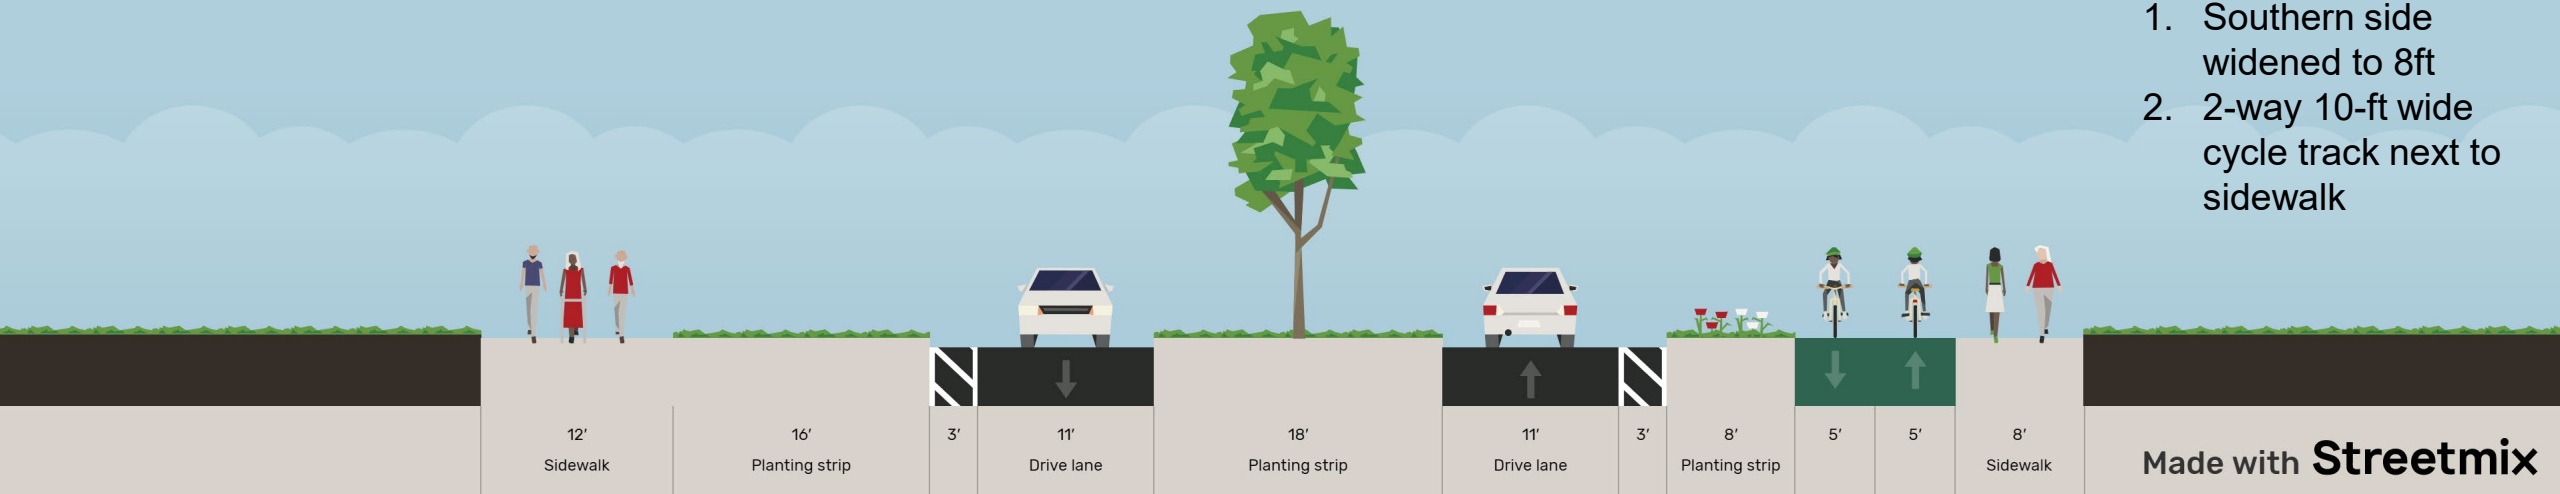 1. Southern side
widened to 8ft
2. 2-way 10-ft wide
cycle track next to
sidewalk
12' 16' 3' 11' 18' 11' 3' 8' 5' 5' 8'
Sidewalk Planting strip Drive lane Planting strip Drive lane Planting strip Sidewalk
Made with Streetmix